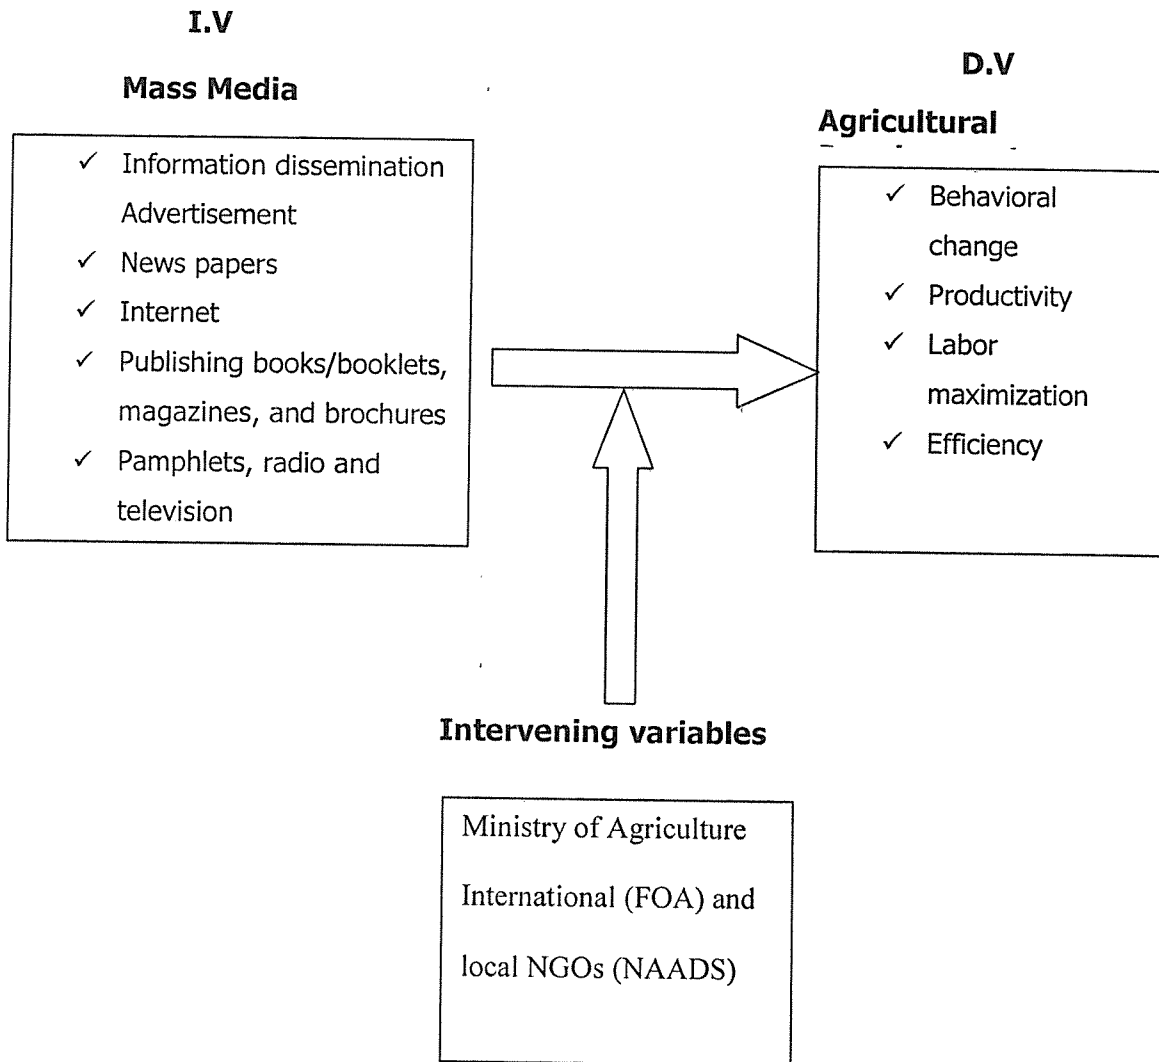 I.V
Mass Media
✓ Information dissemination
Advertisement
✓ News papers
✓ Internet
✓ Publishing books/booklets,
magazines, and brochures
✓ Pamphlets, radio and
television
D.V
Agricultural
✓ Behavioral
change
✓ Productivity
✓ Labor
maximization
✓ Efficiency
Intervening variables
Ministry of Agriculture
International (FOA) and
local NGOs (NAADS)